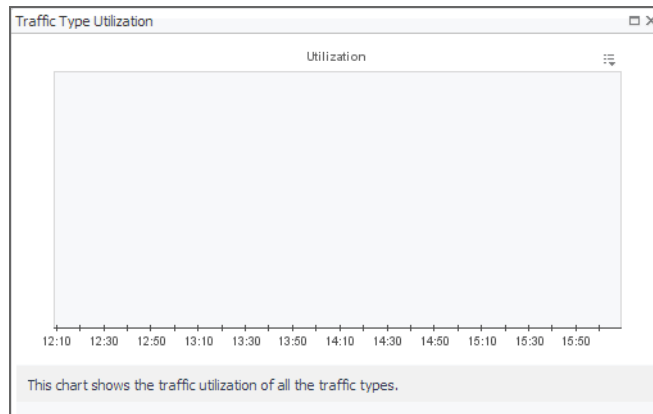 Traffic Type Utilization
Utilization
12:10 12:30 12:50 13:10 13:30 13:50 14:10 14:30 14:50 15:10 15:30 15:50
This chart shows the traffic utilization of all the traffic types.